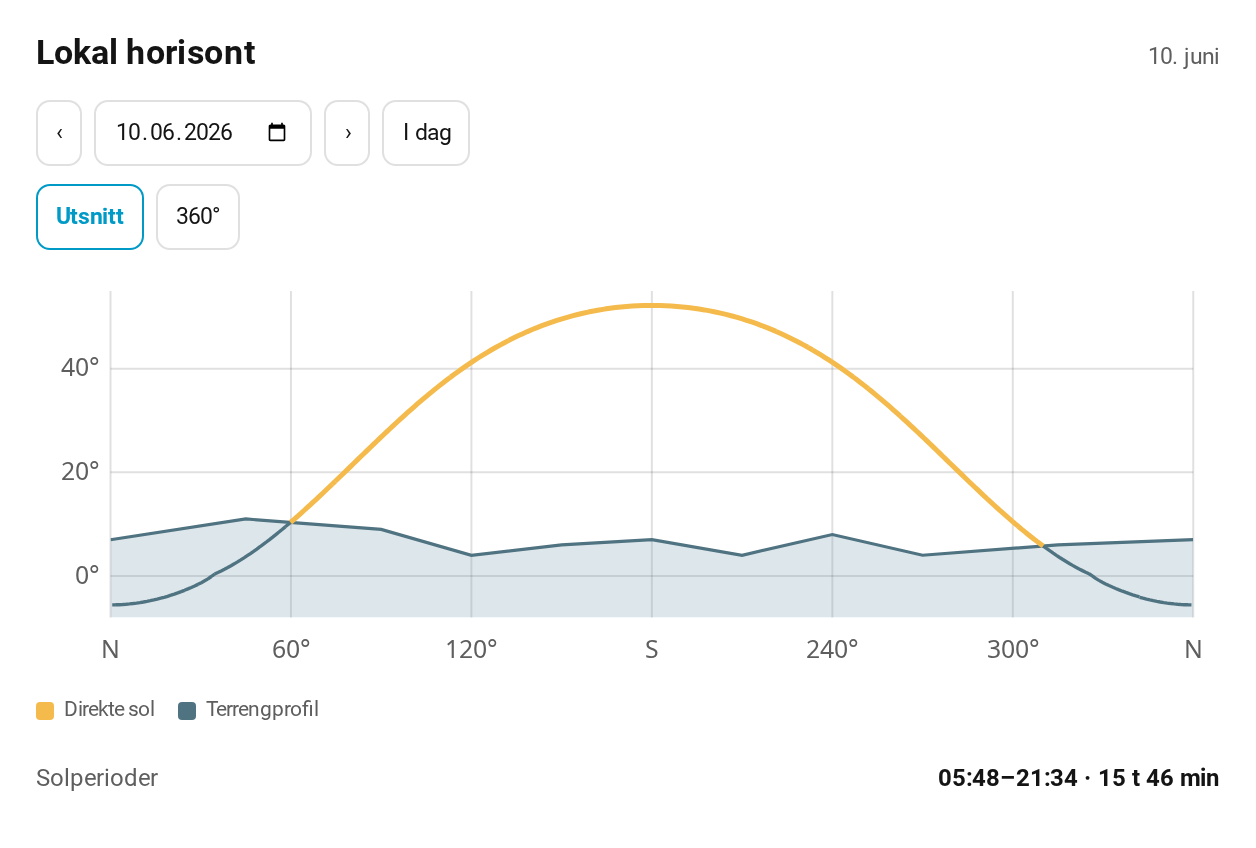 Lokal horisont
10. juni
‹ 10.06.2026 › I dag
Utsnitt 360°
40°
20°
0°
N 60° 120° S 240° 300° N
Direkte sol Terrengprofil
Solperioder 05:48–21:34 · 15 t 46 min